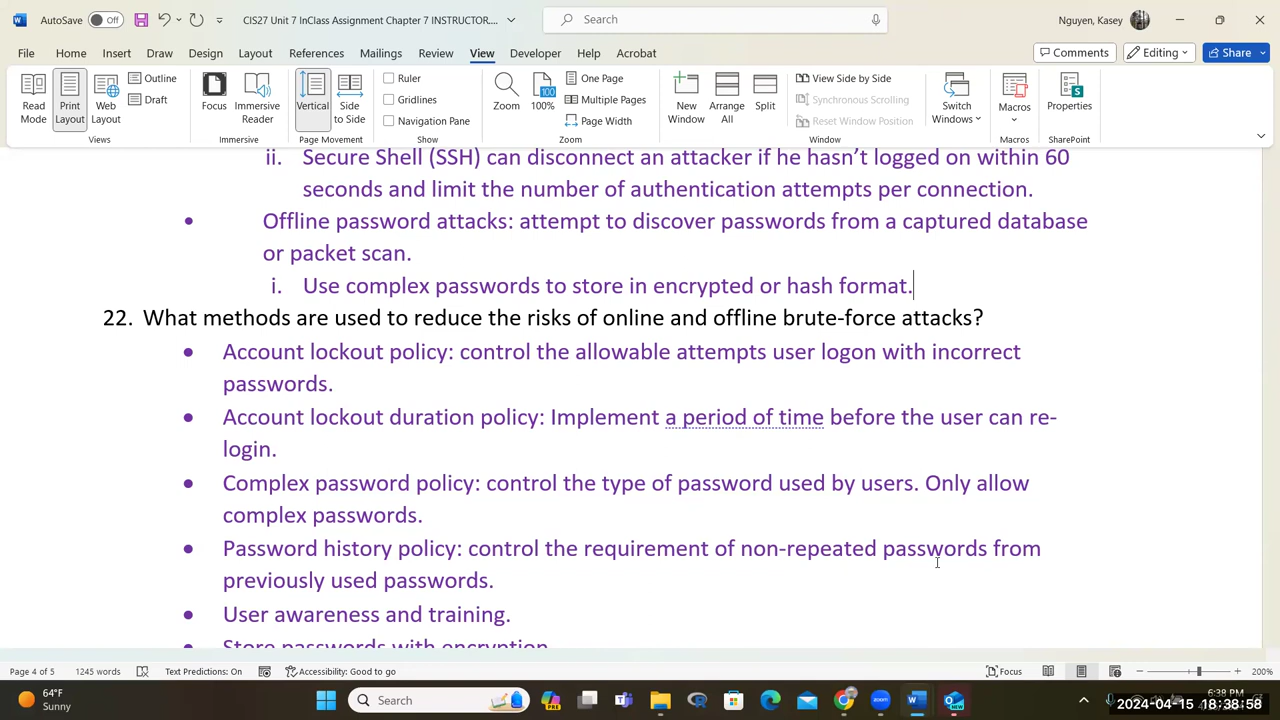 AutoSave Off CIS27 Unit 7 InClass Assignment Chapter 7 INSTRUCTOR.... Search Nguyen, Kasey
File Home Insert Draw Design Layout References Mailings Review View Developer Help Acrobat Comments Editing Share
Read Mode
Print Layout
Web Layout
Outline
Draft
Views
Focus
Immersive Reader
Immersive
Vertical
Side to Side
Page Movement
Ruler
Gridlines
Navigation Pane
Show
Zoom
100
100%
One Page
Multiple Pages
Page Width
Zoom
New Window
Arrange All
Split
View Side by Side
Synchronous Scrolling
Reset Window Position
Window
Switch Windows
Macros
Macros
Properties
SharePoint
ii. Secure Shell (SSH) can disconnect an attacker if he hasn't logged on within 60
seconds and limit the number of authentication attempts per connection.
• Offline password attacks: attempt to discover passwords from a captured database
or packet scan.
i. Use complex passwords to store in encrypted or hash format.
22. What methods are used to reduce the risks of online and offline brute-force attacks?
• Account lockout policy: control the allowable attempts user logon with incorrect
passwords.
• Account lockout duration policy: Implement a period of time before the user can re-
login.
• Complex password policy: control the type of password used by users. Only allow
complex passwords.
• Password history policy: control the requirement of non-repeated passwords from
previously used passwords.
• User awareness and training.
• Store passwords with encryption
Page 4 of 5 1245 words Text Predictions: On Accessibility: Good to go Focus 200%
64°F
Sunny
Search
PRE
zoom
NEW
6:38 PM
2024-04-15 18:38:58